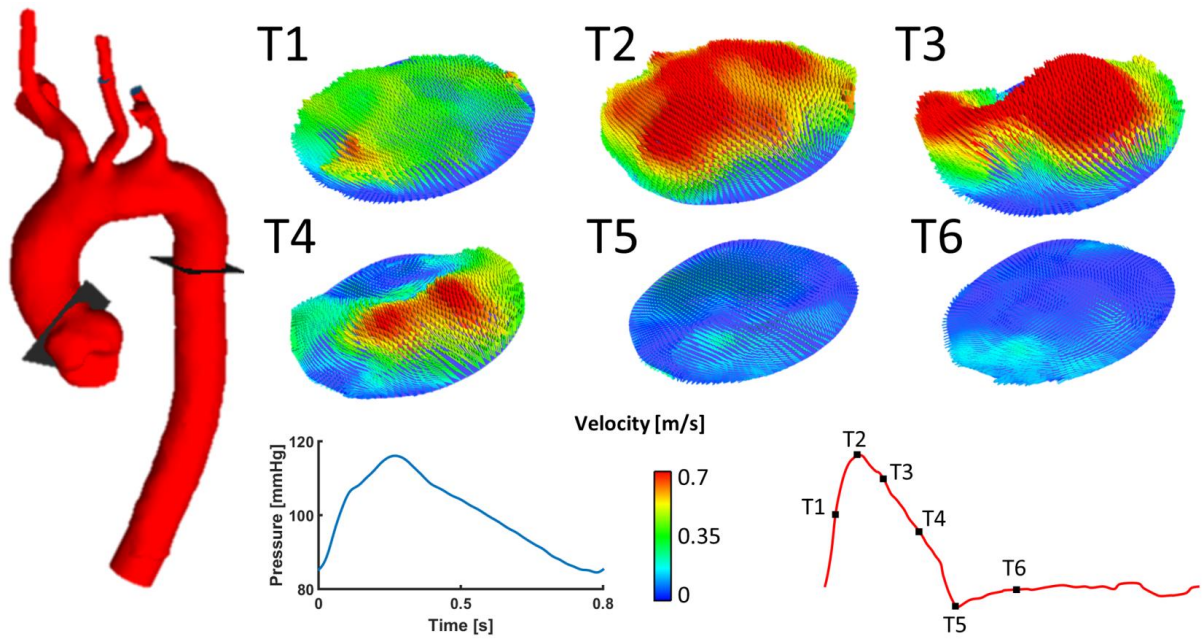 T1
T2
T3
T4
T5
T6
Velocity [m/s]
0.7
0.35
0
Pressure [mmHg]
120
100
80
0
0.5
0.8
Time [s]
T1
T2
T3
T4
T5
T6